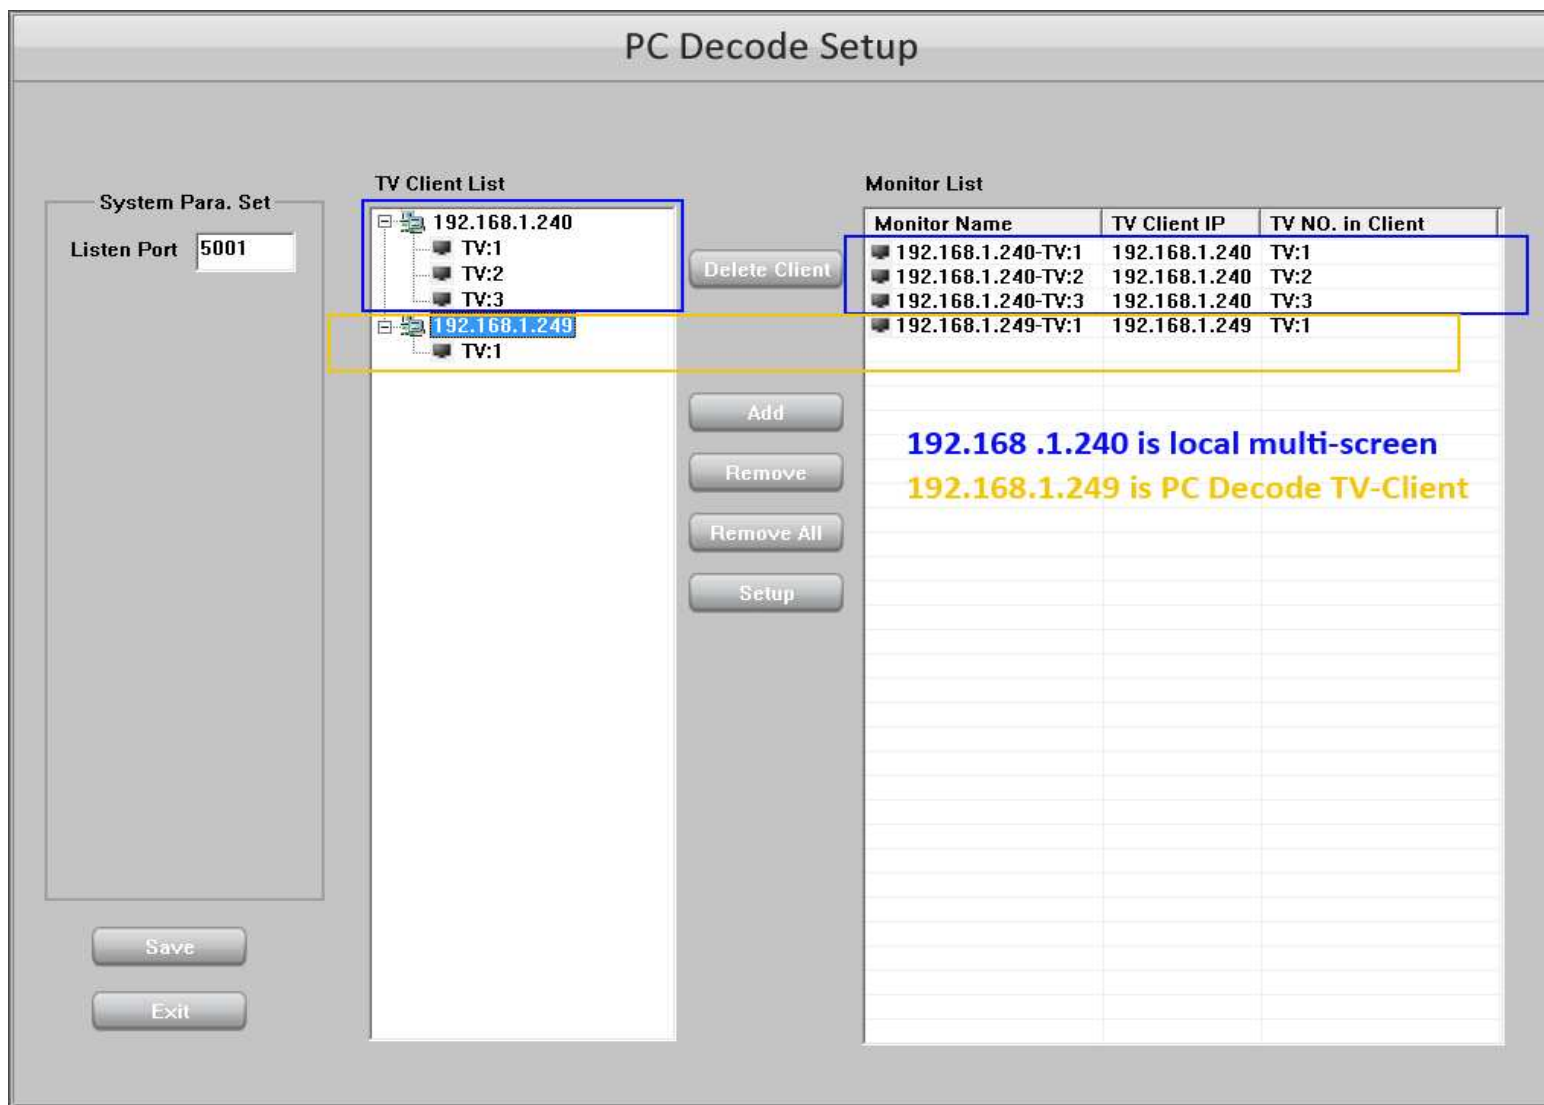 PC Decode Setup
System Para. Set
Listen Port 5001
Save
Exit
TV Client List
192.168.1.240
TV:1
TV:2
TV:3
192.168.1.249
TV:1
Delete Client
Add
Remove
Remove All
Setup
Monitor List
Monitor Name TV Client IP TV NO. in Client
192.168.1.240-TV:1 192.168.1.240 TV:1
192.168.1.240-TV:2 192.168.1.240 TV:2
192.168.1.240-TV:3 192.168.1.240 TV:3
192.168.1.249-TV:1 192.168.1.249 TV:1
192.168 .1.240 is local multi-screen
192.168.1.249 is PC Decode TV-Client